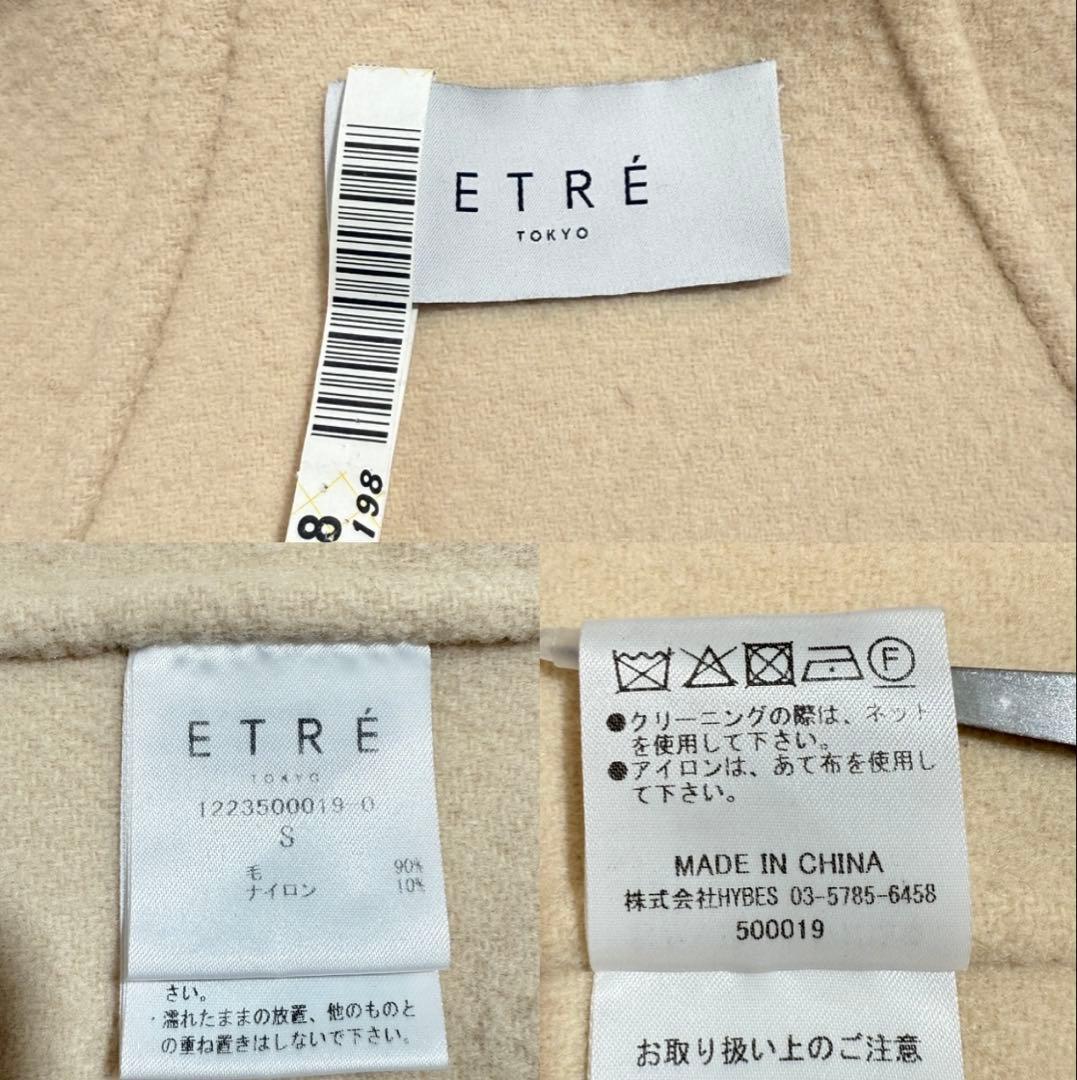 ETRÉ
TOKYO
8
198
ETRÉ
TOKYO
1223500019-0
S
毛 90%
ナイロン 10%
さい。
・濡れたままの放置、他のものと
の重ね置きはしないで下さい。
F
●クリーニングの際は、ネット
を使用して下さい。
●アイロンは、あて布を使用し
て下さい。
MADE IN CHINA
株式会社HYBES 03-5785-6458
500019
お取り扱い上のご注意